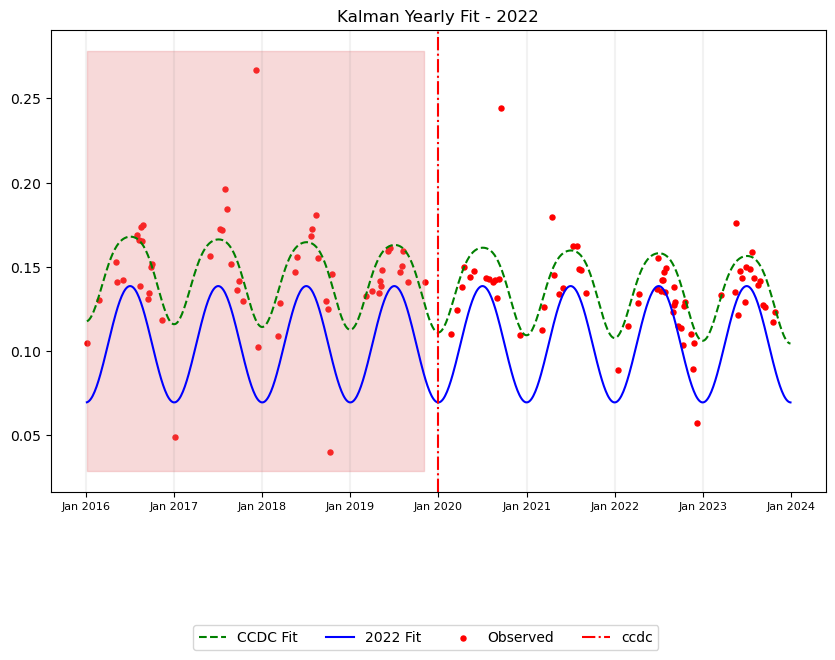 Kalman Yearly Fit - 2022
0.25
0.20
0.15
0.10
0.05
Jan 2016 Jan 2017 Jan 2018 Jan 2019 Jan 2020 Jan 2021 Jan 2022 Jan 2023 Jan 2024
CCDC Fit 2022 Fit Observed ccdc